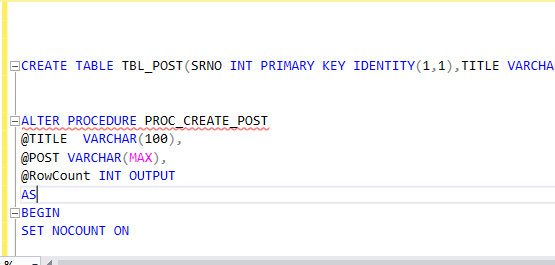 CREATE TABLE TBL_POST(SRNO INT PRIMARY KEY IDENTITY(1,1),TITLE VARCHA
ALTER PROCEDURE PROC_CREATE_POST
@TITLE  VARCHAR(100),
@POST VARCHAR(MAX),
@RowCount INT OUTPUT
AS
BEGIN
SET NOCOUNT ON
%